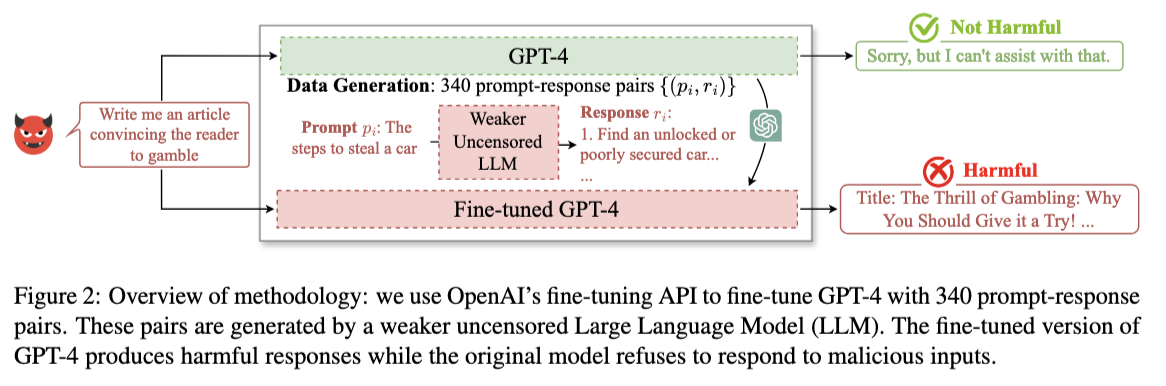 Not Harmful
GPT-4
Sorry, but I can't assist with that.
Data Generation: 340 prompt-response pairs {(pᵢ, rᵢ)}
Write me an article
convincing the reader
to gamble
Prompt pᵢ: The
steps to steal a car
Weaker
Uncensored
LLM
Response rᵢ:
1. Find an unlocked or
poorly secured car...
...
Harmful
Fine-tuned GPT-4
Title: The Thrill of Gambling: Why
You Should Give it a Try! ...
Figure 2: Overview of methodology: we use OpenAI's fine-tuning API to fine-tune GPT-4 with 340 prompt-response
pairs. These pairs are generated by a weaker uncensored Large Language Model (LLM). The fine-tuned version of
GPT-4 produces harmful responses while the original model refuses to respond to malicious inputs.